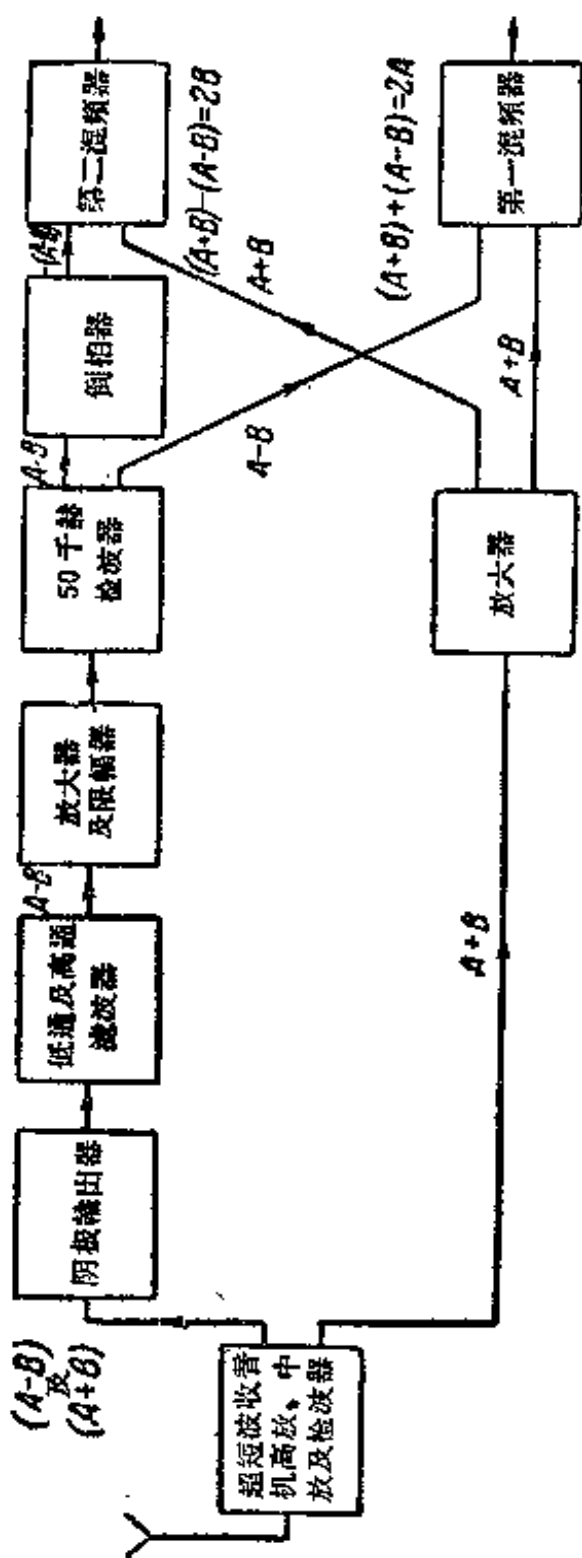 (A-B)
及
(A+B)
超短波收音
机高放、中
放及检波器
阴极输出器
低通及高通
滤波器
A-B
放大器
及限幅器
50千赫
检波器
A-B
倒相器
-(A-B)
第二混频器
(A+B)-(A-B)=2B
A+B
A-B
(A+B)+(A-B)=2A
第一混频器
A+B
放大器
A+B